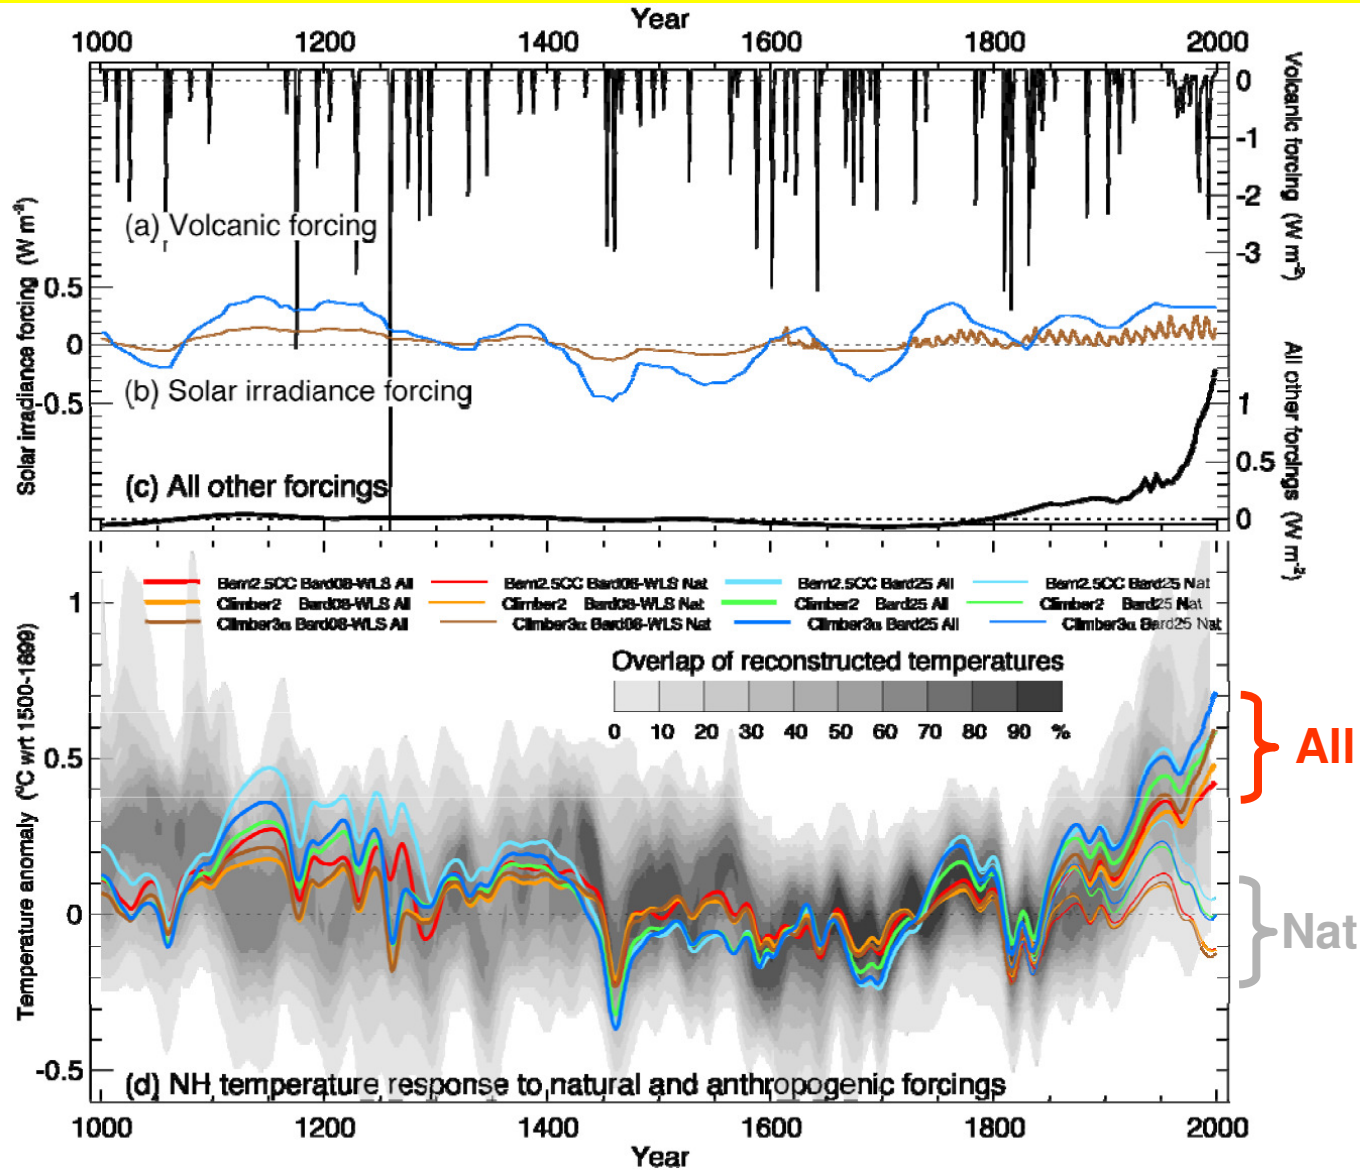 Year
1000 1200 1400 1600 1800 2000
0
-1
-2
-3
Volcanic forcing (W m⁻²)
(a) Volcanic forcing
Solar irradiance forcing (W m⁻²)
0.5
0
-0.5
(b) Solar irradiance forcing
All other forcings (W m⁻²)
1
0.5
0
(c) All other forcings
Bern2.5CC Bard08-WLS All Bern2.5CC Bard08-WLS Nat Bern2.5CC Bard25 All Bern2.5CC Bard25 Nat
Climber2 Bard08-WLS All Climber2 Bard08-WLS Nat Climber2 Bard25 All Climber2 Bard25 Nat
Climber3α Bard08-WLS All Climber3α Bard08-WLS Nat Climber3α Bard25 All Climber3α Bard25 Nat
Overlap of reconstructed temperatures
0 10 20 30 40 50 60 70 80 90 %
Temperature anomaly (°C wrt 1500-1899)
1
0.5
0
-0.5
All
Nat
(d) NH temperature response to natural and anthropogenic forcings
1000 1200 1400 1600 1800 2000
Year